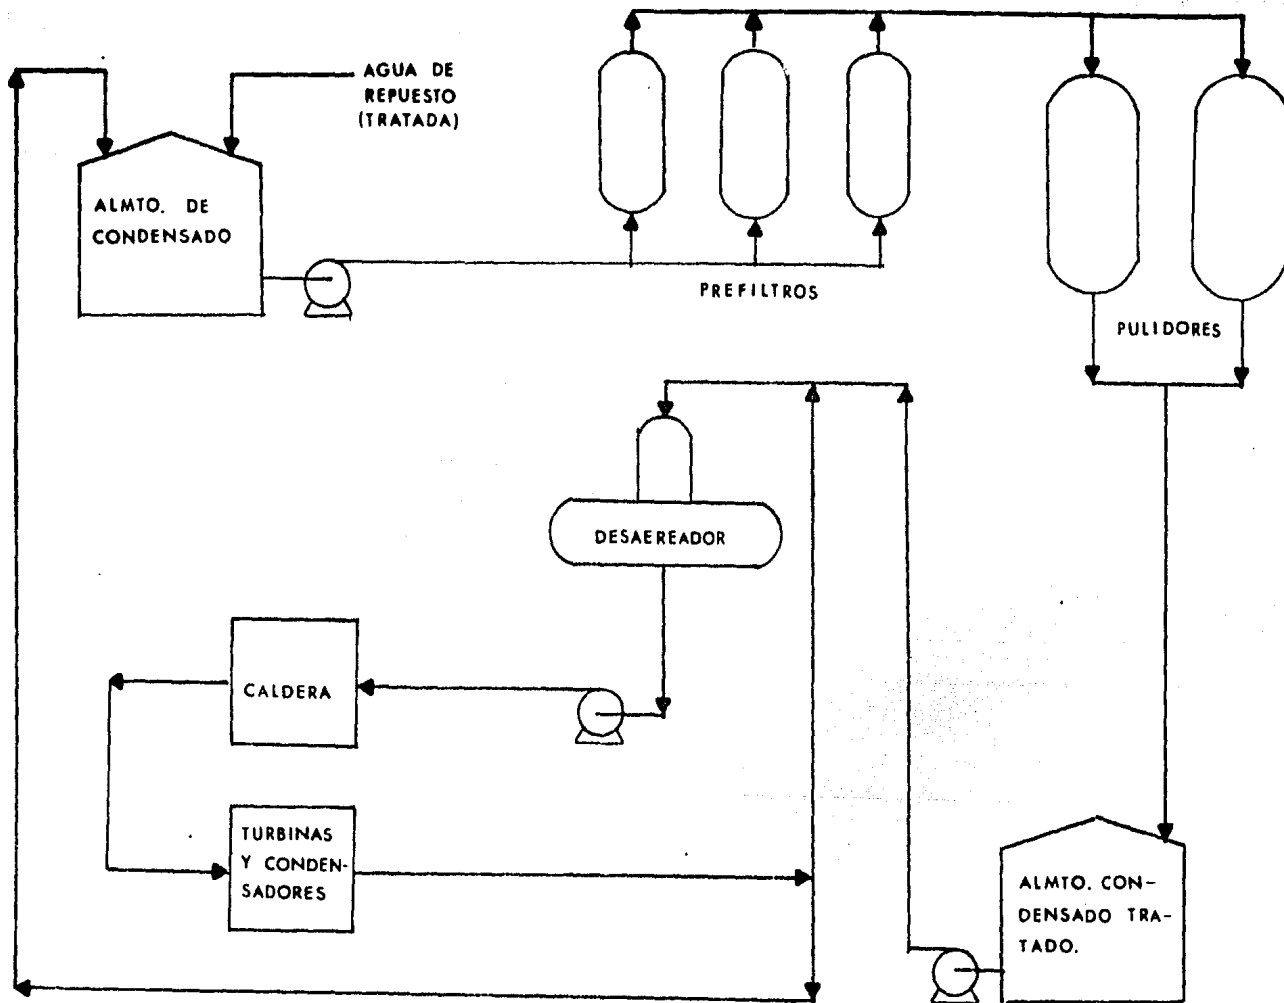 AGUA DE
REPUESTO
(TRATADA)
ALMTO. DE
CONDENSADO
PREFILTROS
PULIDORES
DESAEREADOR
CALDERA
TURBINAS
Y CONDEN-
SADORES
ALMTO. CON-
DENSADO TRA-
TADO.